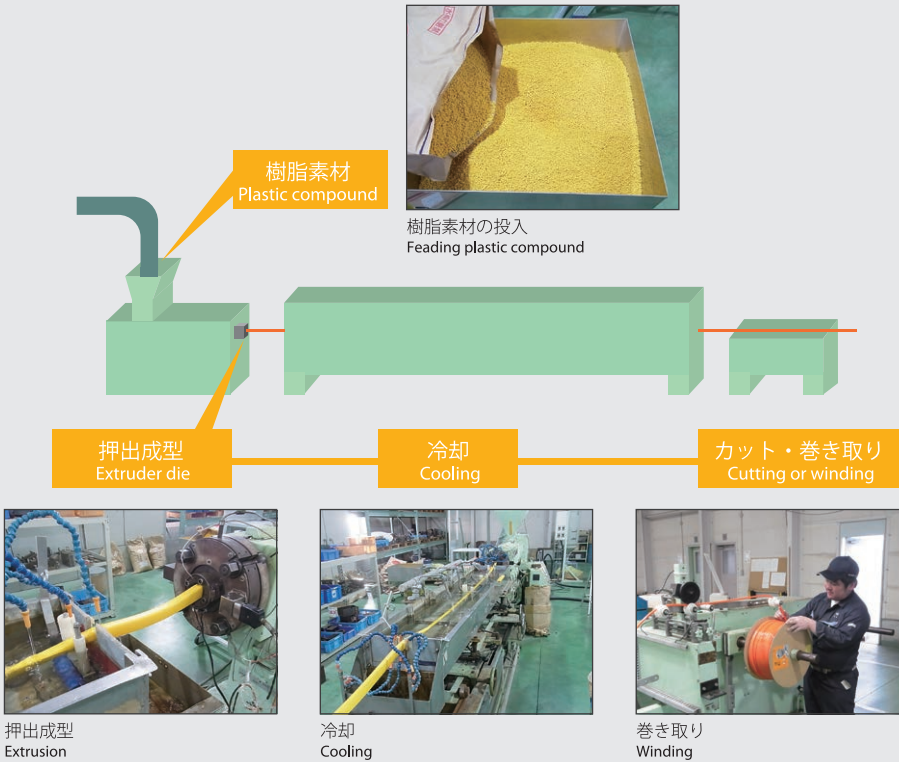 樹脂素材
Plastic compound
樹脂素材の投入
Feading plastic compound
押出成型
Extruder die
冷却
Cooling
カット・巻き取り
Cutting or winding
押出成型
Extrusion
冷却
Cooling
巻き取り
Winding